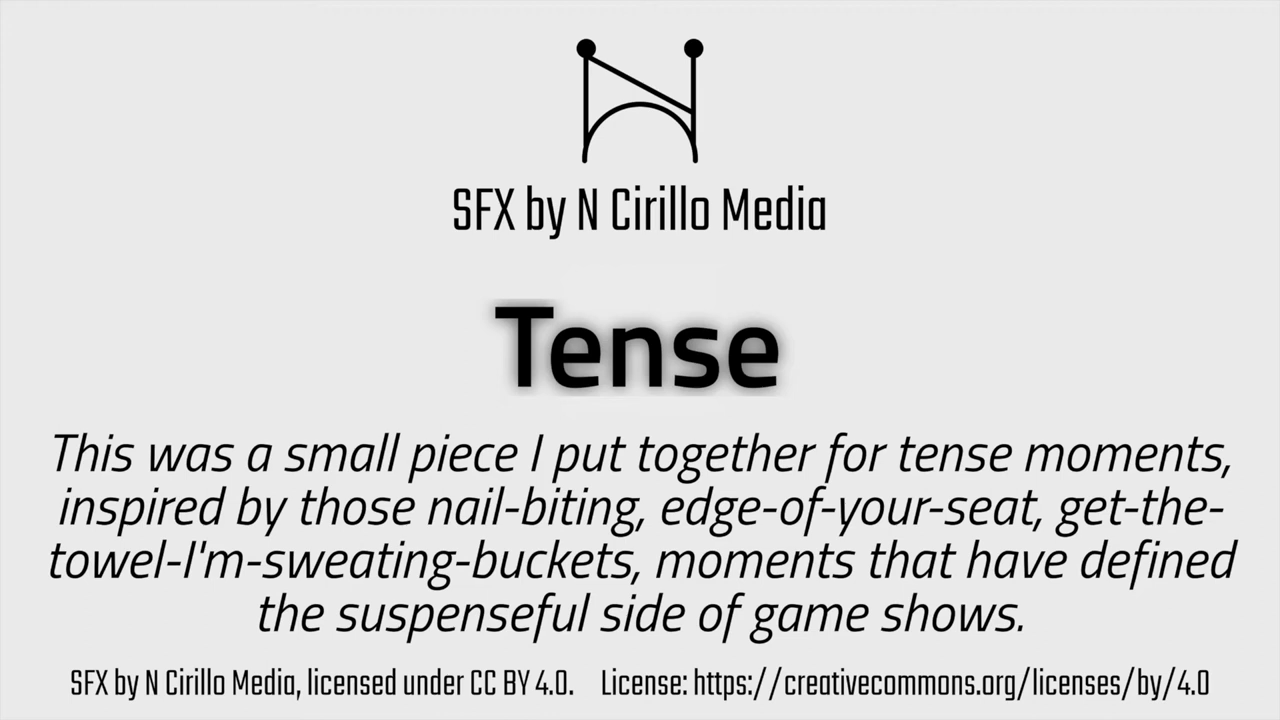 SFX by N Cirillo Media
Tense
This was a small piece I put together for tense moments,
inspired by those nail-biting, edge-of-your-seat, get-the-
towel-I'm-sweating-buckets, moments that have defined
the suspenseful side of game shows.
SFX by N Cirillo Media, licensed under CC BY 4.0. License: https://creativecommons.org/licenses/by/4.0